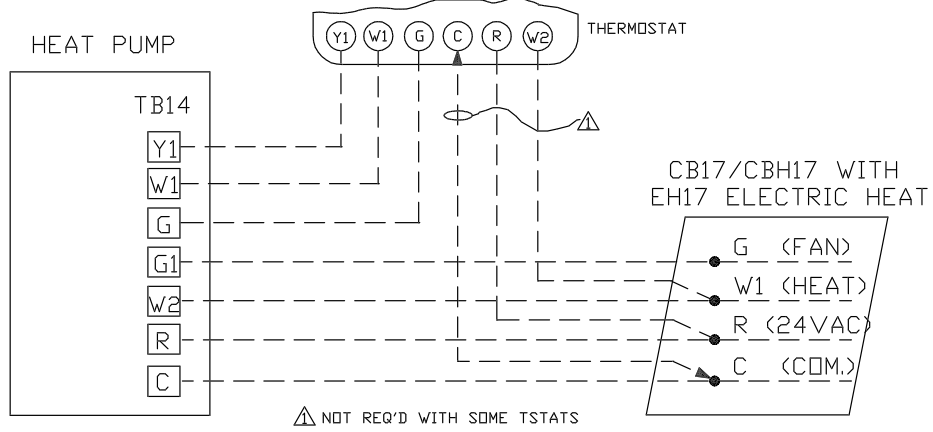 THERMOSTAT
Y1 W1 G C R W2
HEAT PUMP
TB14
Y1
W1
G
G1
W2
R
C
1
CB17/CBH17 WITH
EH17 ELECTRIC HEAT
G (FAN)
W1 (HEAT)
R (24VAC)
C (COM.)
1 NOT REQ'D WITH SOME TSTATS